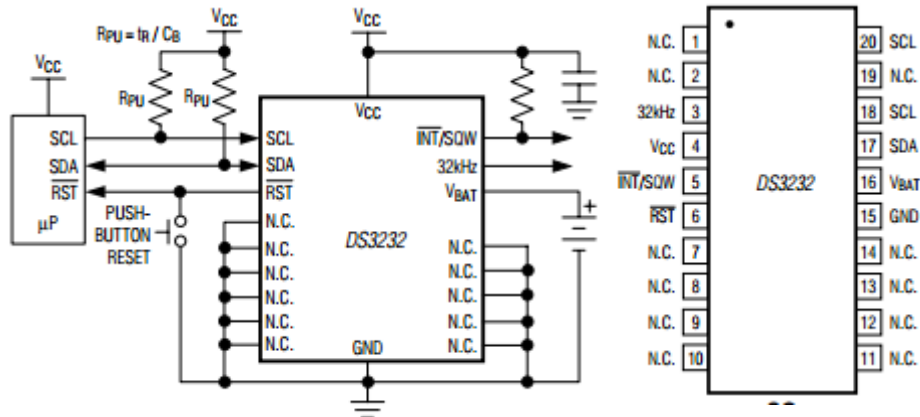 RPU = tR / CB
VCC
VCC
VCC
RPU
RPU
SCL
SDA
RST
μP
PUSH-
BUTTON
RESET
VCC
SCL
SDA
RST
N.C.
N.C.
N.C.
N.C.
N.C.
N.C.
DS3232
INT/SQW
32kHz
VBAT
+
N.C.
N.C.
N.C.
N.C.
N.C.
GND
N.C. 1
N.C. 2
32kHz 3
VCC 4
INT/SQW 5
RST 6
N.C. 7
N.C. 8
N.C. 9
N.C. 10
DS3232
20 SCL
19 N.C.
18 SCL
17 SDA
16 VBAT
15 GND
14 N.C.
13 N.C.
12 N.C.
11 N.C.